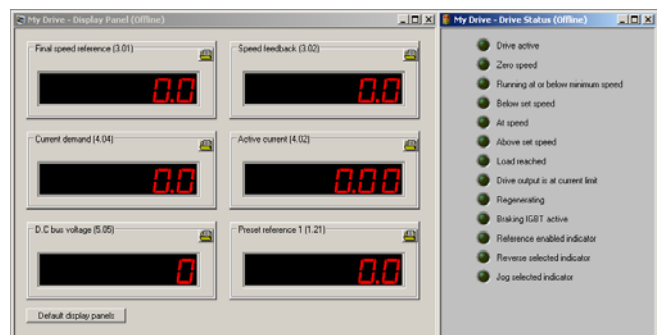 My Drive - Display Panel (Offline)
Final speed reference (3.01)
0.0
Speed feedback (3.02)
0.0
Current demand (4.04)
0.0
Active current (4.02)
0.00
D.C bus voltage (5.05)
0
Preset reference 1 (1.21)
0.0
Default display panels
My Drive - Drive Status (Offline)
Drive active
Zero speed
Running at or below minimum speed
Below set speed
At speed
Above set speed
Load reached
Drive output is at current limit
Regenerating
Braking IGBT active
Reference enabled indicator
Reverse selected indicator
Jog selected indicator